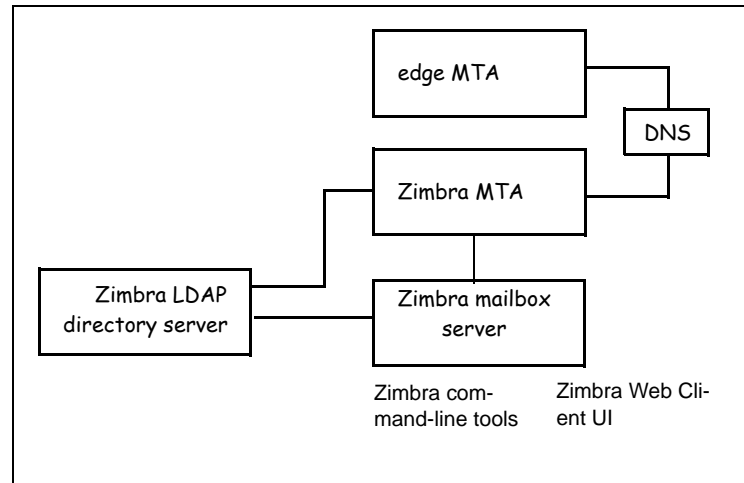 edge MTA
DNS
Zimbra MTA
Zimbra LDAP
directory server
Zimbra mailbox
server
Zimbra com-
mand-line tools
Zimbra Web Cli-
ent UI